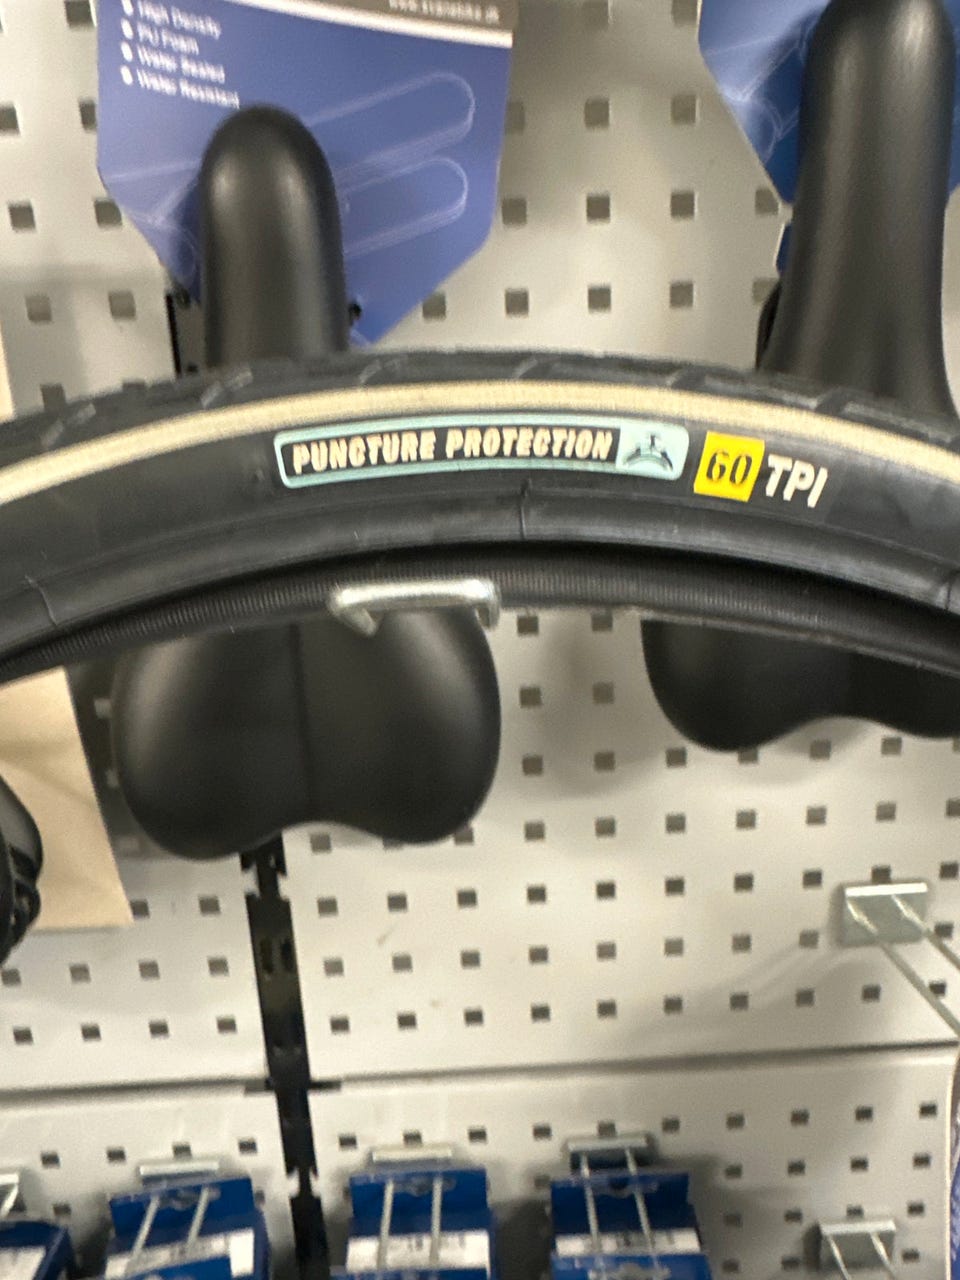 High Density
PU Foam
Water Sealed
Water Resistant
PUNCTURE PROTECTION
60 TPI